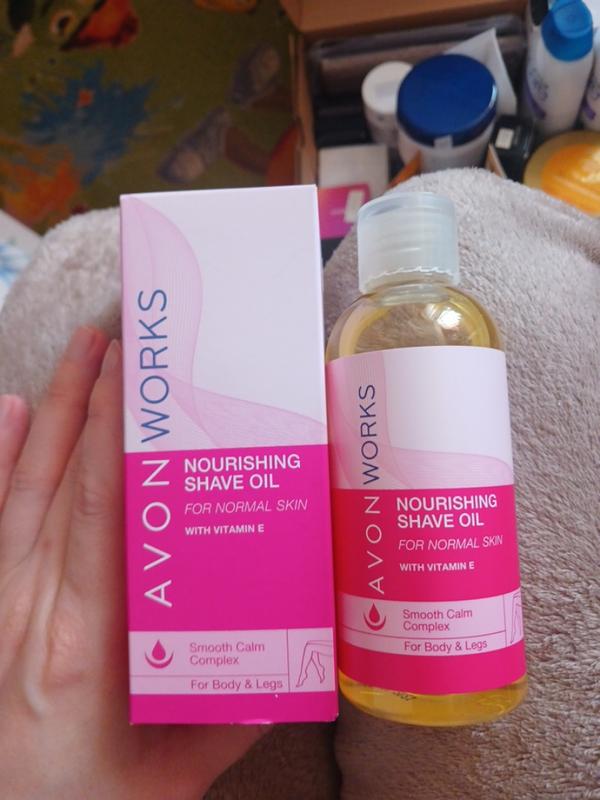 AVON WORKS
NOURISHING
SHAVE OIL
FOR NORMAL SKIN
WITH VITAMIN E
Smooth Calm
Complex
For Body & Legs
AVON WORKS
NOURISHING
SHAVE OIL
FOR NORMAL SKIN
WITH VITAMIN E
Smooth Calm
Complex
For Body & Legs